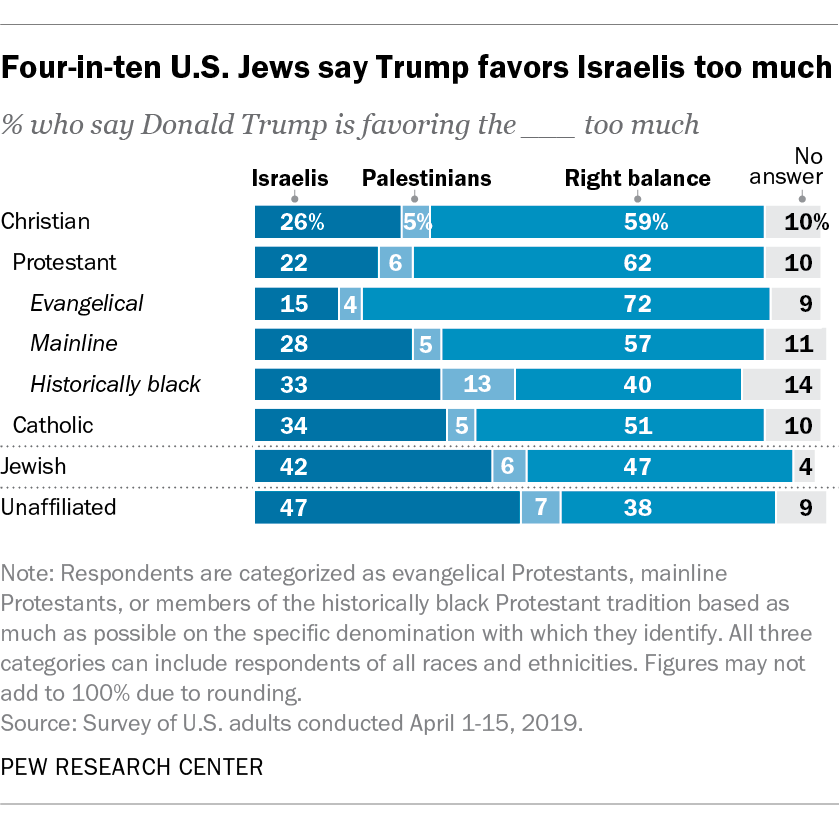 Four-in-ten U.S. Jews say Trump favors Israelis too much
% who say Donald Trump is favoring the ___ too much
Israelis Palestinians Right balance No answer
Christian 26% 5% 59% 10%
Protestant 22 6 62 10
Evangelical 15 4 72 9
Mainline 28 5 57 11
Historically black 33 13 40 14
Catholic 34 5 51 10
Jewish 42 6 47 4
Unaffiliated 47 7 38 9
Note: Respondents are categorized as evangelical Protestants, mainline
Protestants, or members of the historically black Protestant tradition based as
much as possible on the specific denomination with which they identify. All three
categories can include respondents of all races and ethnicities. Figures may not
add to 100% due to rounding.
Source: Survey of U.S. adults conducted April 1-15, 2019.
PEW RESEARCH CENTER